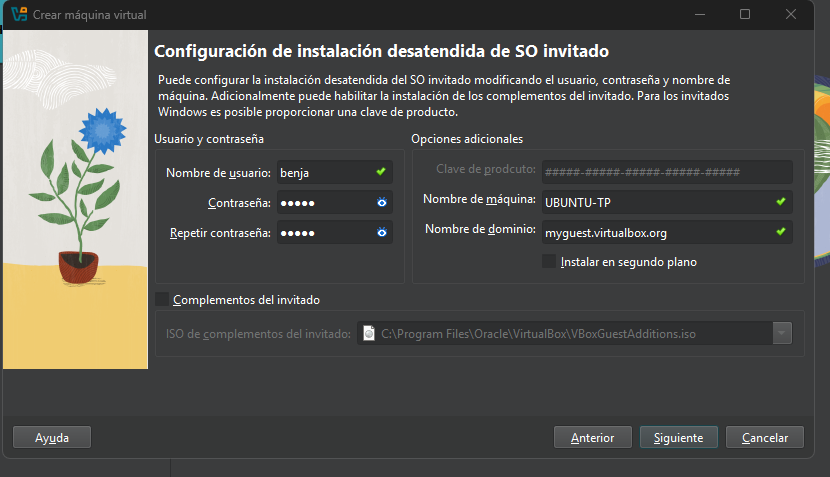 Crear máquina virtual
Configuración de instalación desatendida de SO invitado
Puede configurar la instalación desatendida del SO invitado modificando el usuario, contraseña y nombre de
máquina. Adicionalmente puede habilitar la instalación de los complementos del invitado. Para los invitados
Windows es posible proporcionar una clave de producto.
Usuario y contraseña
Nombre de usuario: benja
Contraseña: •••••
Repetir contraseña: •••••
Opciones adicionales
Clave de prodcuto: #####-#####-#####-#####-#####
Nombre de máquina: UBUNTU-TP
Nombre de dominio: myguest.virtualbox.org
Instalar en segundo plano
Complementos del invitado
ISO de complementos del invitado: C:\Program Files\Oracle\VirtualBox\VBoxGuestAdditions.iso
Ayuda
Anterior
Siguiente
Cancelar